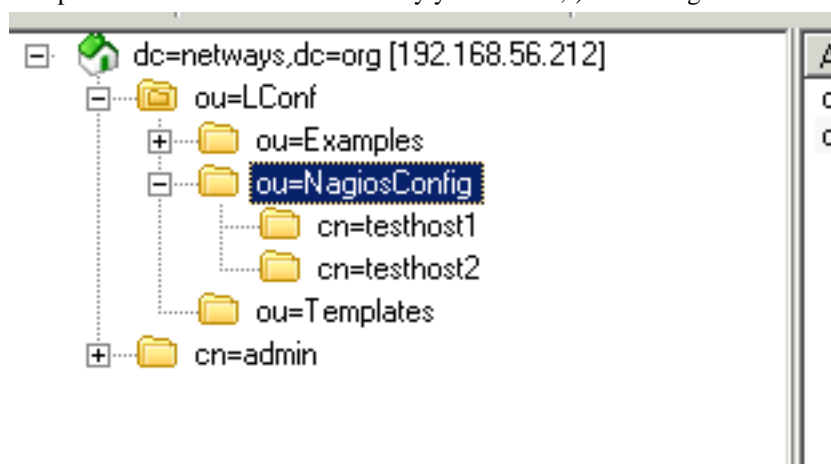 dc=netways,dc=org [192.168.56.212]
ou=LConf
ou=Examples
ou=NagiosConfig
cn=testhost1
cn=testhost2
ou=Templates
cn=admin